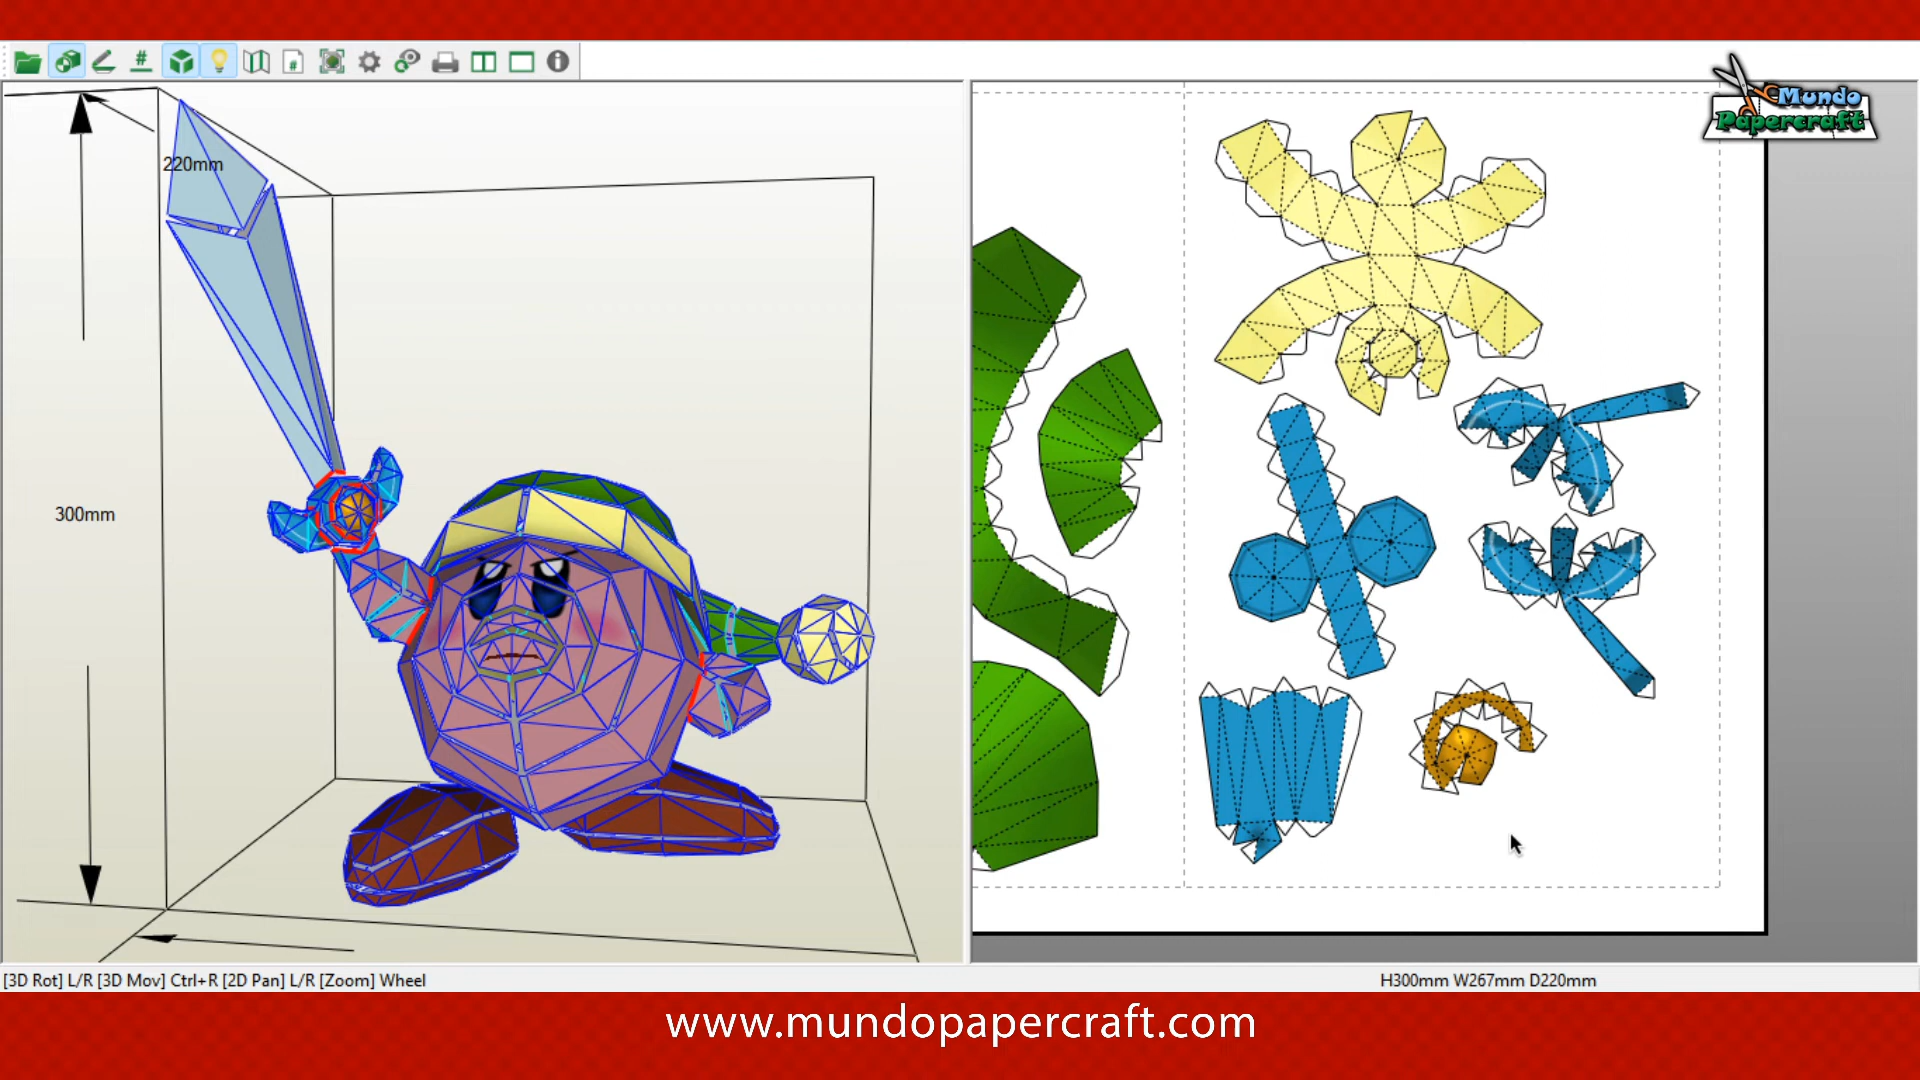 Mundo
Papercraft
220mm
300mm
[3D Rot] L/R [3D Mov] Ctrl+R [2D Pan] L/R [Zoom] Wheel
H300mm W267mm D220mm
www.mundopapercraft.com